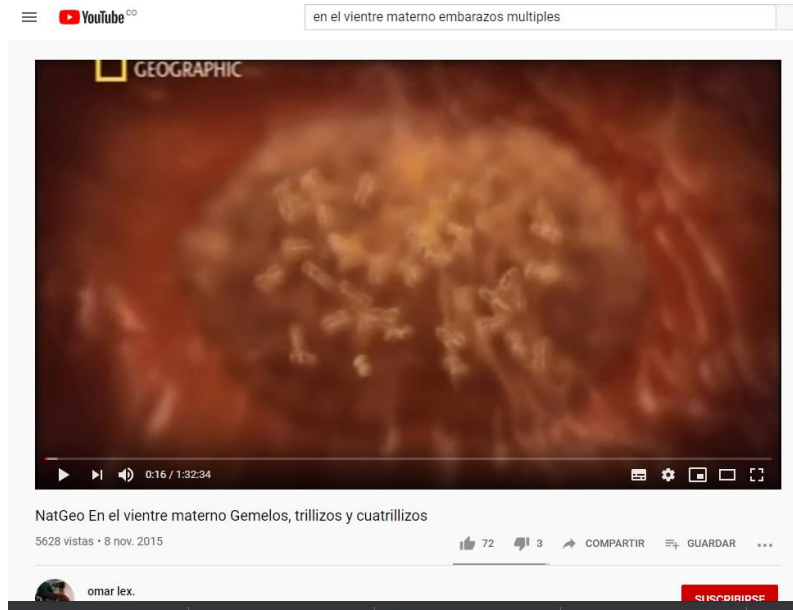 YouTube CO
en el vientre materno embarazos multiples
GEOGRAPHIC
0:16 / 1:32:34
NatGeo En el vientre materno Gemelos, trillizos y cuatrillizos
5628 vistas • 8 nov. 2015
72 3 COMPARTIR GUARDAR
omar lex.
SUSCRIBIRSE